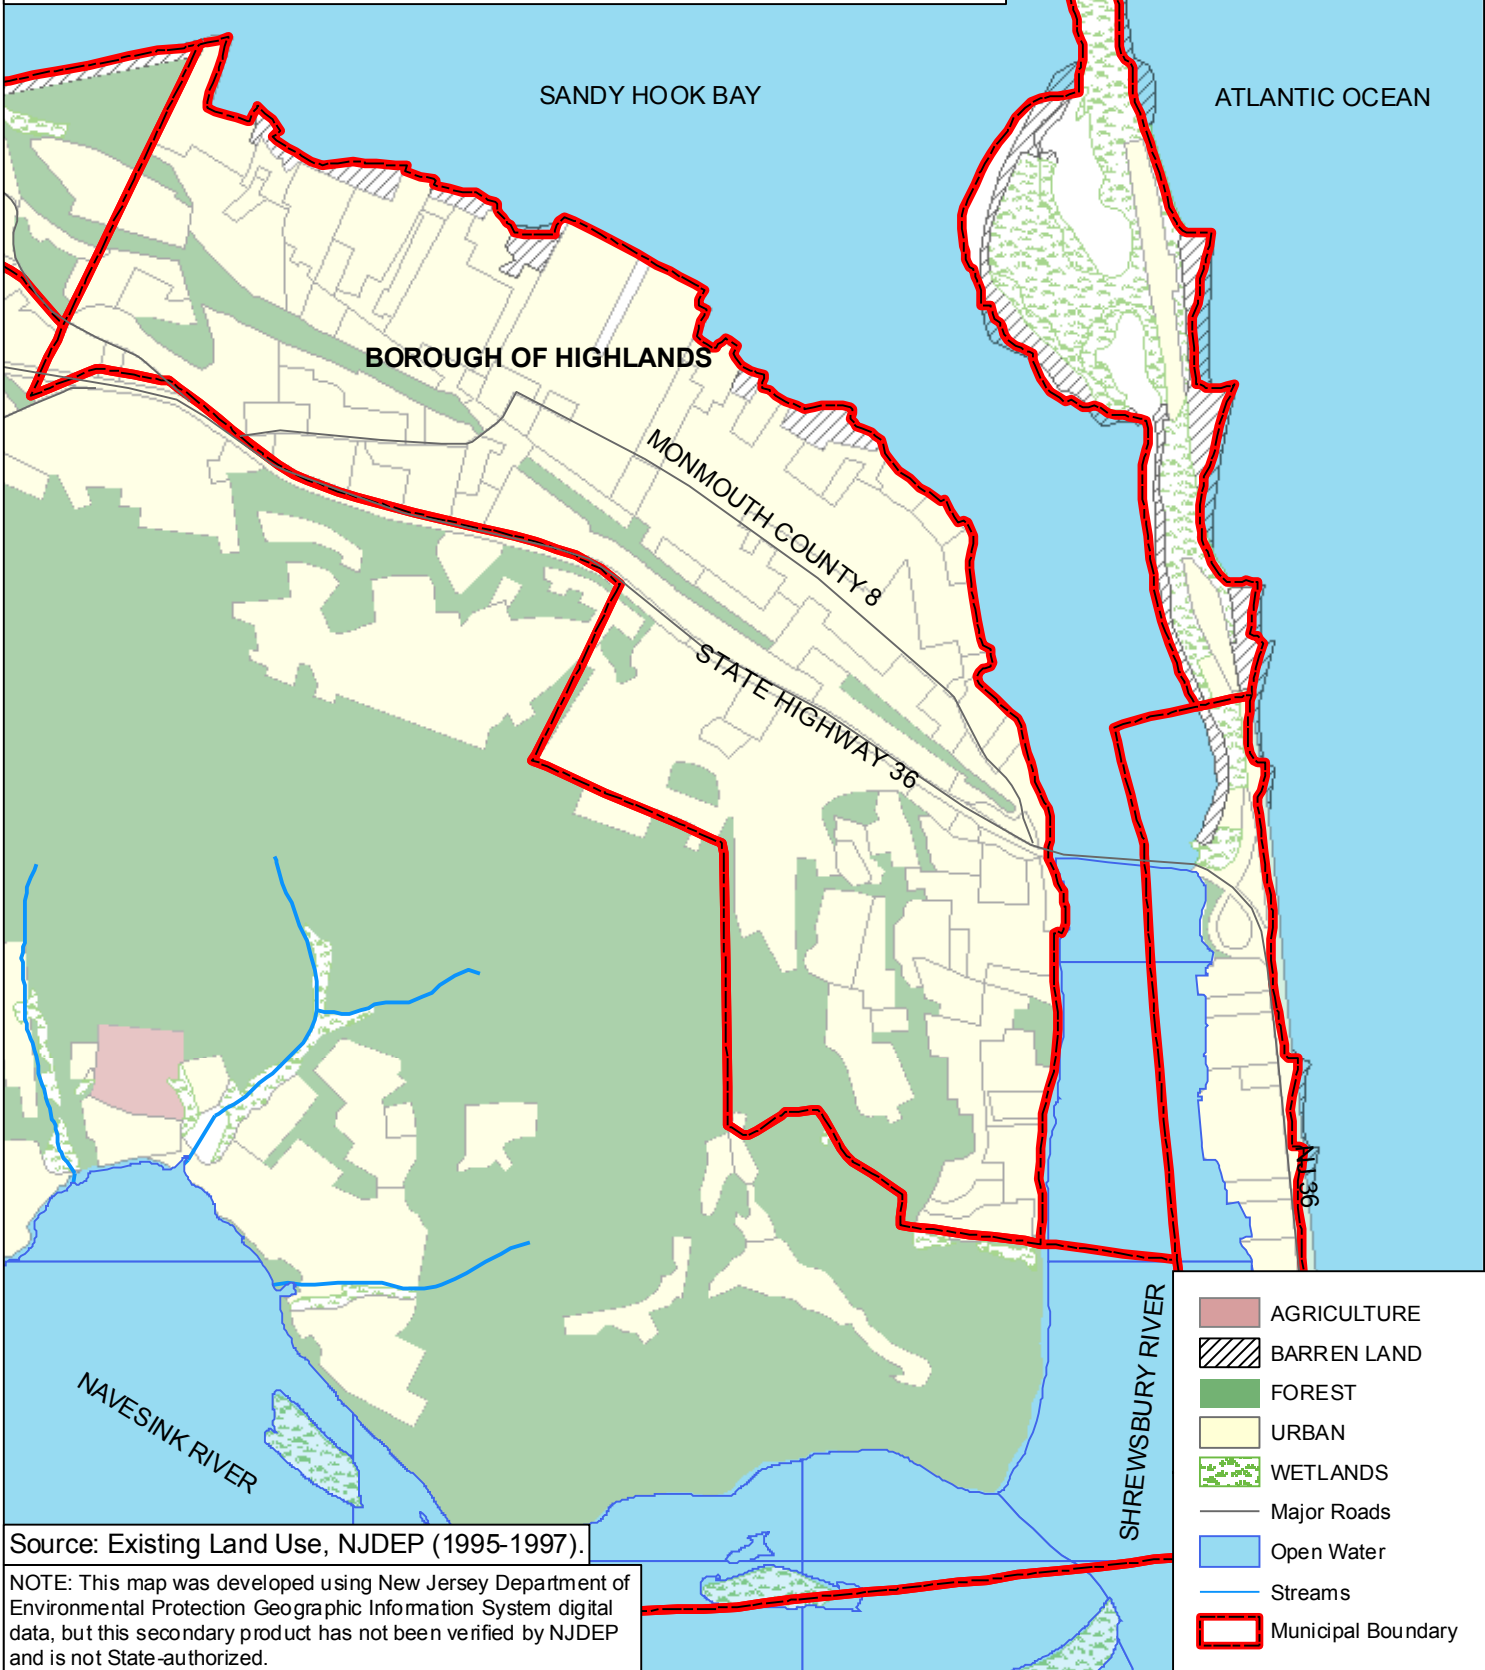 SANDY HOOK BAY
ATLANTIC OCEAN
BOROUGH OF HIGHLANDS
MONMOUTH COUNTY 8
STATE HIGHWAY 36
NJ 36
NAVESINK RIVER
SHREWSBURY RIVER
AGRICULTURE
BARREN LAND
FOREST
URBAN
WETLANDS
Major Roads
Open Water
Streams
Municipal Boundary
Source: Existing Land Use, NJDEP (1995-1997).
NOTE: This map was developed using New Jersey Department of
Environmental Protection Geographic Information System digital
data, but this secondary product has not been verified by NJDEP
and is not State-authorized.